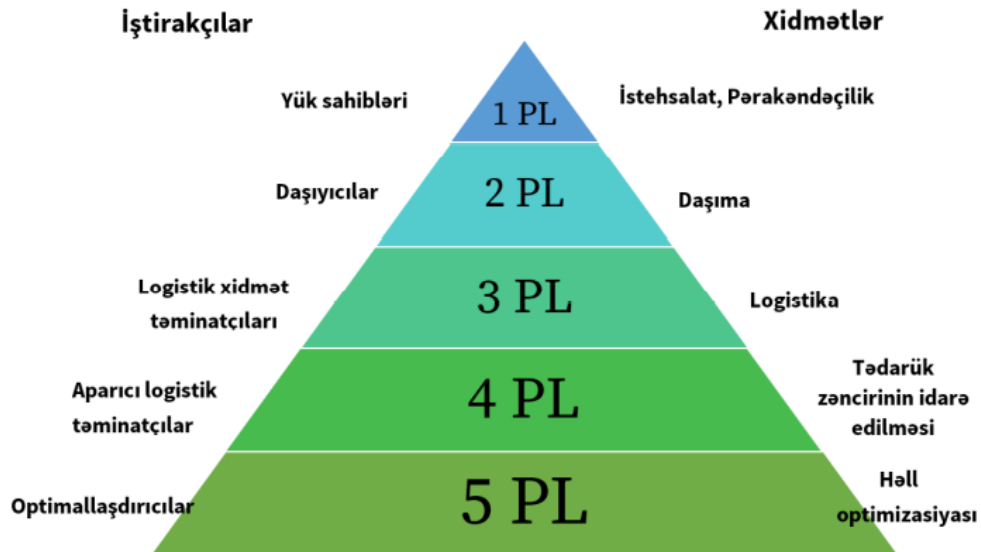 İştirakçılar
Xidmətlər
Yük sahibləri
1 PL
İstehsalat, Pərakəndəçilik
Daşıyıcılar
2 PL
Daşıma
Logistik xidmət
təminatçıları
3 PL
Logistika
Aparıcı logistik
təminatçılar
4 PL
Tədarük
zəncirinin idarə
edilməsi
Optimallaşdırıcılar
5 PL
Həll
optimizasiyası